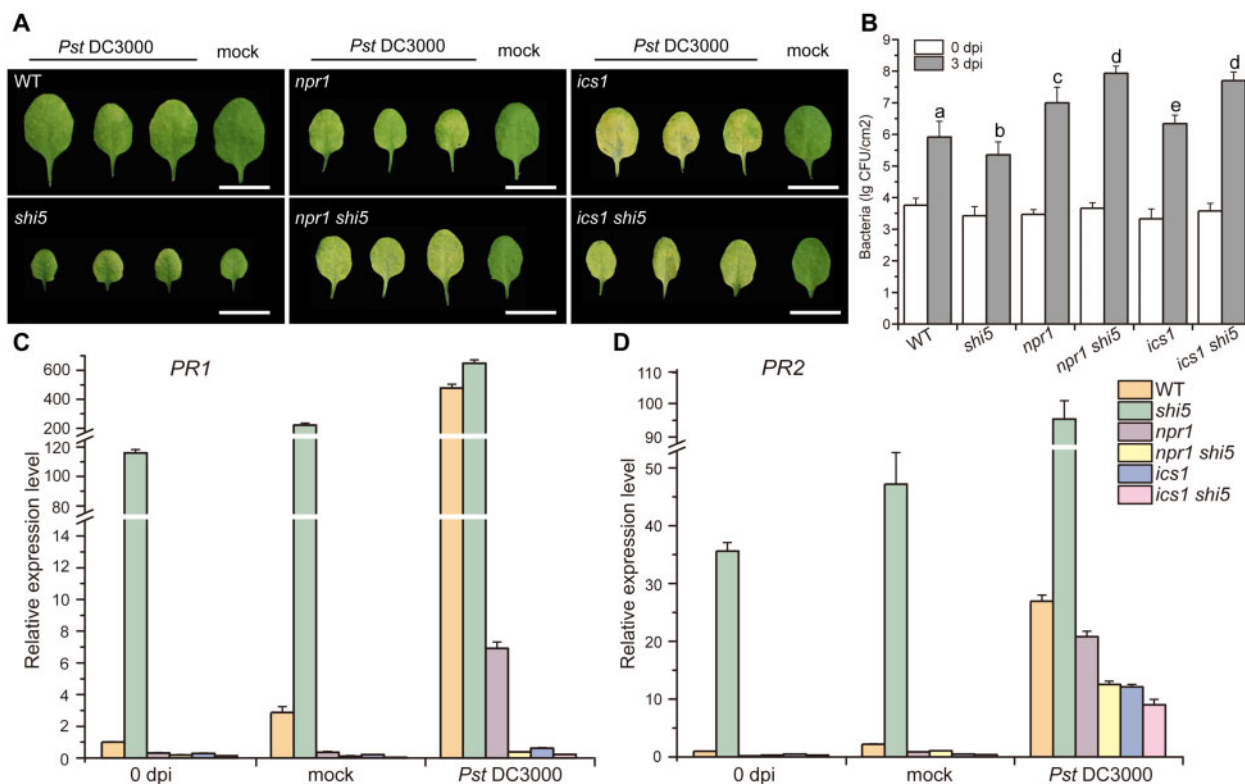 A
Pst DC3000 mock Pst DC3000 mock Pst DC3000 mock
WT npr1 ics1
shi5 npr1 shi5 ics1 shi5
B
0 dpi
3 dpi
Bacteria (lg CFU/cm2)
9
8
7
6
5
4
3
2
1
0
a b c d e d
WT shi5 npr1 npr1 shi5 ics1 ics1 shi5
C
PR1
Relative expression level
600
400
200
120
100
80
14
12
10
8
6
4
2
0
0 dpi mock Pst DC3000
D
PR2
Relative expression level
110
100
90
50
40
30
20
10
0
0 dpi mock Pst DC3000
WT
shi5
npr1
npr1 shi5
ics1
ics1 shi5